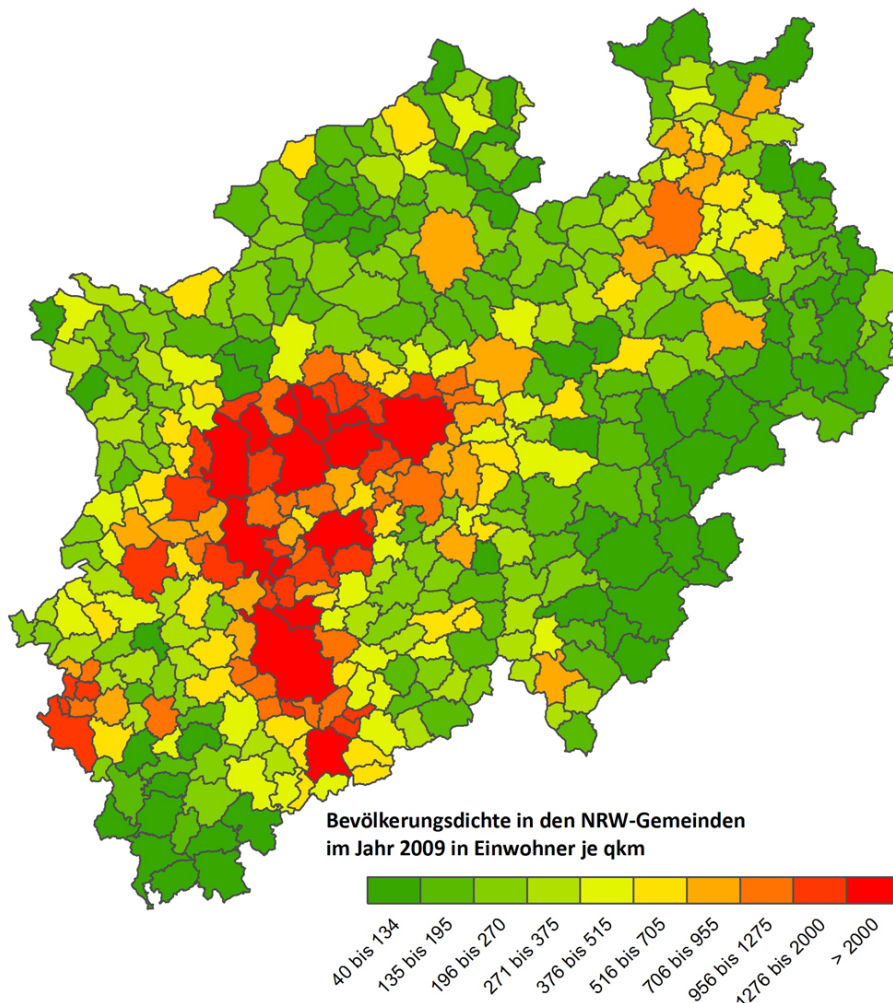 Bevölkerungsdichte in den NRW-Gemeinden
im Jahr 2009 in Einwohner je qkm
40 bis 134
135 bis 195
196 bis 270
271 bis 375
376 bis 515
516 bis 705
706 bis 955
956 bis 1275
1276 bis 2000
> 2000